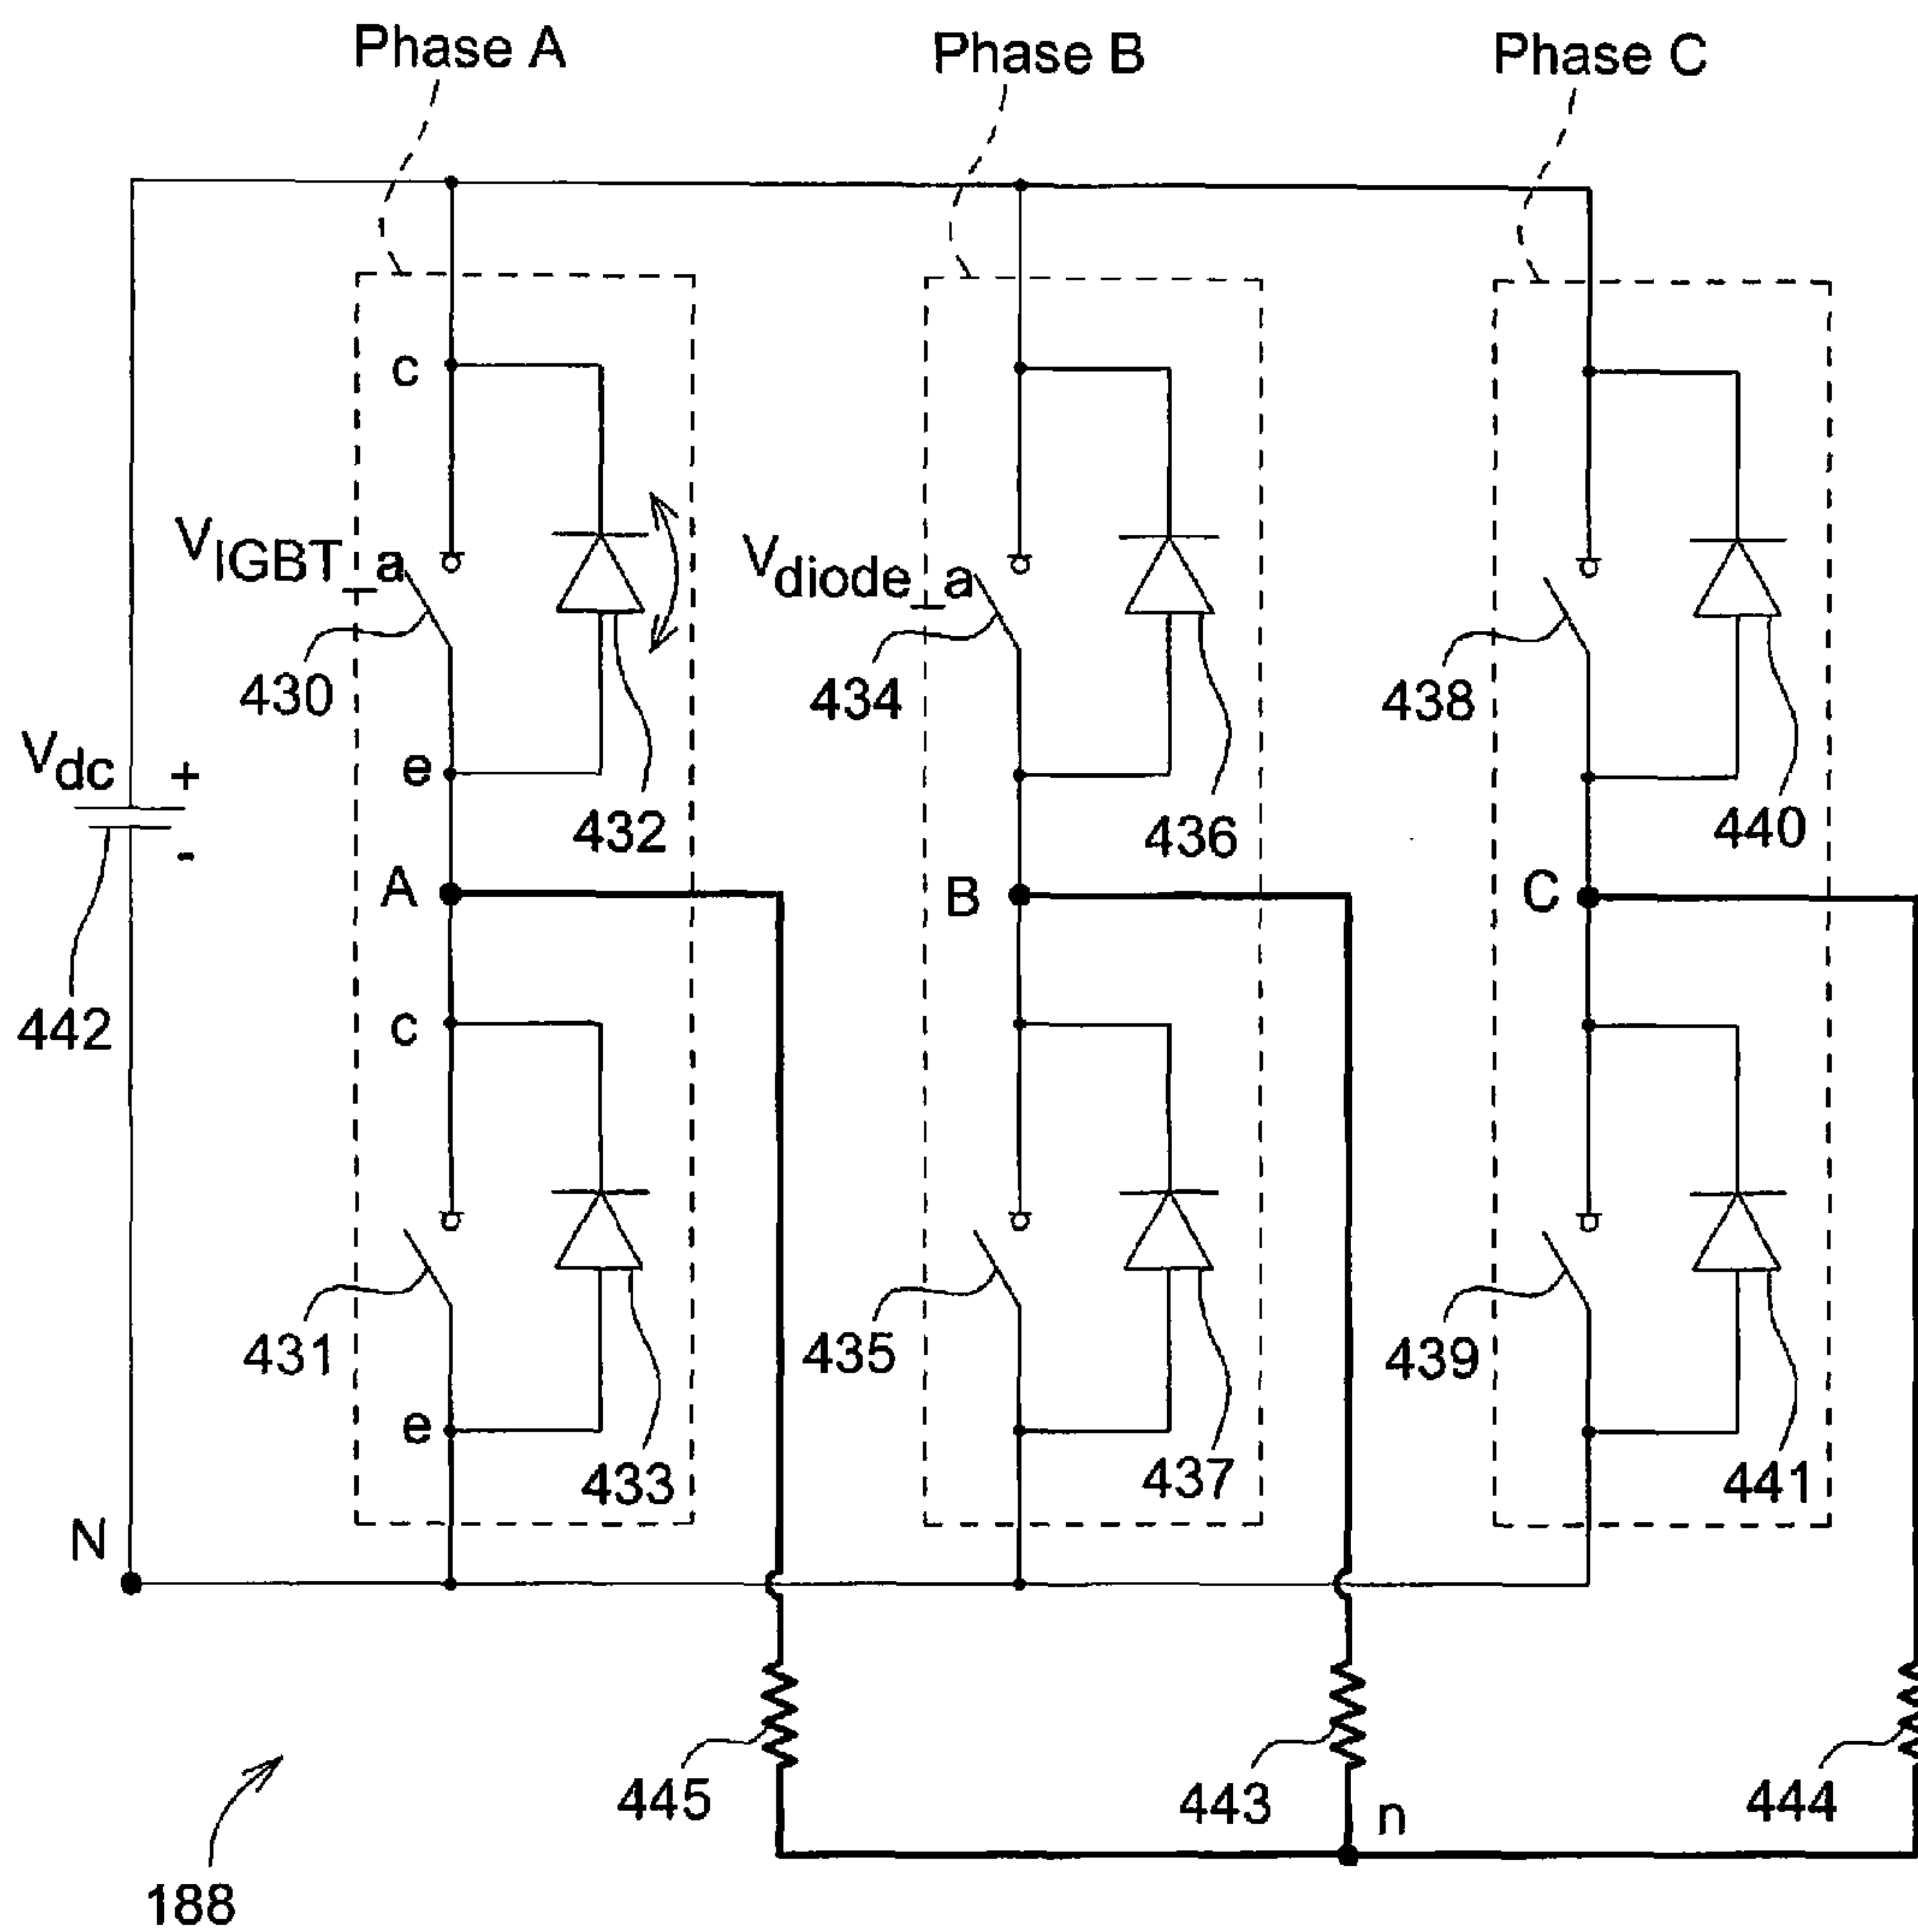 Phase A
Phase B
Phase C
c
VIGBT_a
Vdiode_a
430
434
438
Vdc
+
-
e
432
436
440
A
B
C
442
c
431
435
439
e
433
437
441
N
445
443
n
444
188